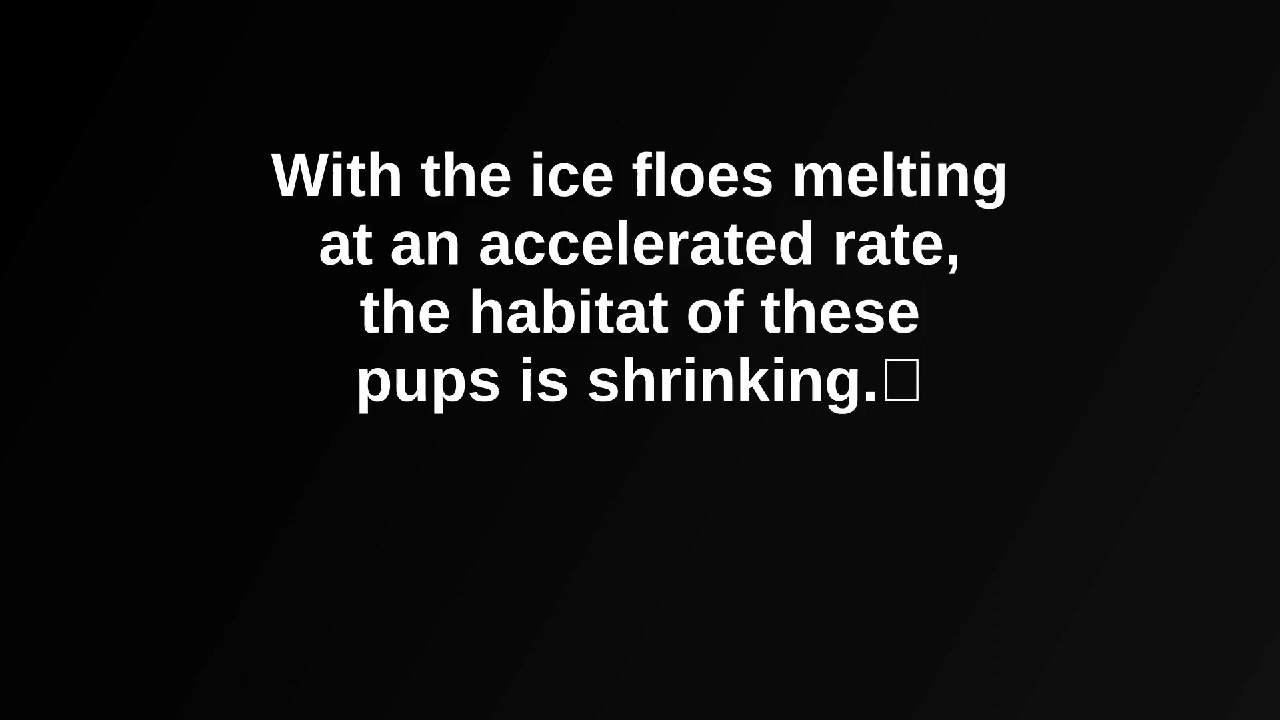 With the ice floes melting
at an accelerated rate,
the habitat of these
pups is shrinking.